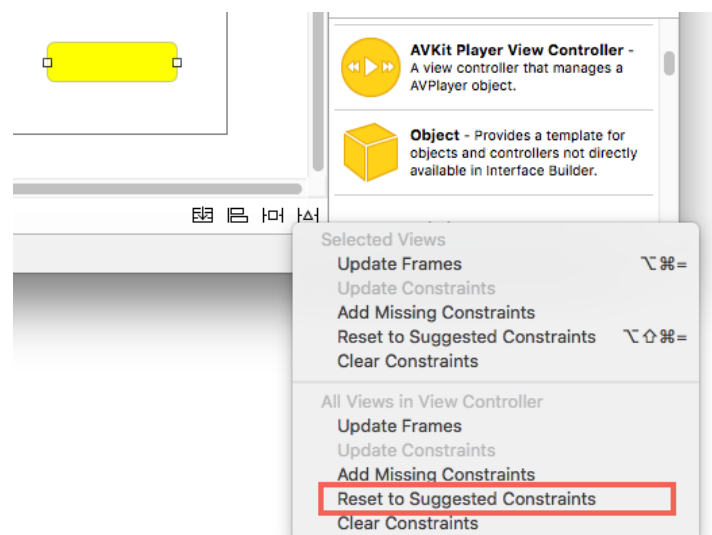 AVKit Player View Controller -
A view controller that manages a
AVPlayer object.
Object - Provides a template for
objects and controllers not directly
available in Interface Builder.
Selected Views
Update Frames ⌥⌘=
Update Constraints
Add Missing Constraints
Reset to Suggested Constraints ⌥⇧⌘=
Clear Constraints
All Views in View Controller
Update Frames
Update Constraints
Add Missing Constraints
Reset to Suggested Constraints
Clear Constraints